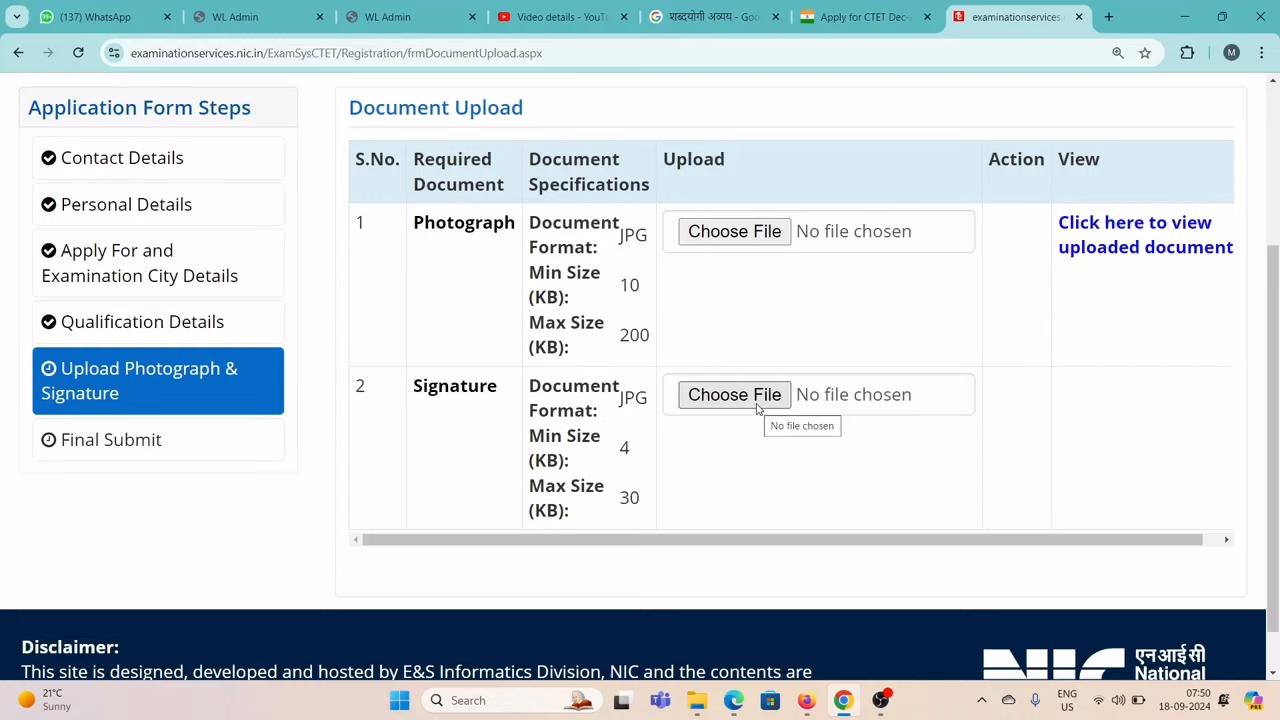 (137) WhatsApp
WL Admin
WL Admin
Video details - YouTu
शब्दयोगी अव्यय - Goo
Apply for CTET Dec-2
examinationservices.
examinationservices.nic.in/ExamSysCTET/Registration/frmDocumentUpload.aspx
M
Application Form Steps
Contact Details
Personal Details
Apply For and
Examination City Details
Qualification Details
Upload Photograph &
Signature
Final Submit
Document Upload
S.No. Required Document Upload Action View
Document Specifications
1 Photograph Document JPG Choose File No file chosen Click here to view
Format: uploaded document
Min Size 10
(KB):
Max Size 200
(KB):
2 Signature Document JPG Choose File No file chosen
Format:
No file chosen
Min Size 4
(KB):
Max Size 30
(KB):
Disclaimer:
This site is designed, developed and hosted by E&S Informatics Division, NIC and the contents are
NIC एन आई सी
National
21°C
Sunny
Search
ENG
US
07:50
18-09-2024
PRE